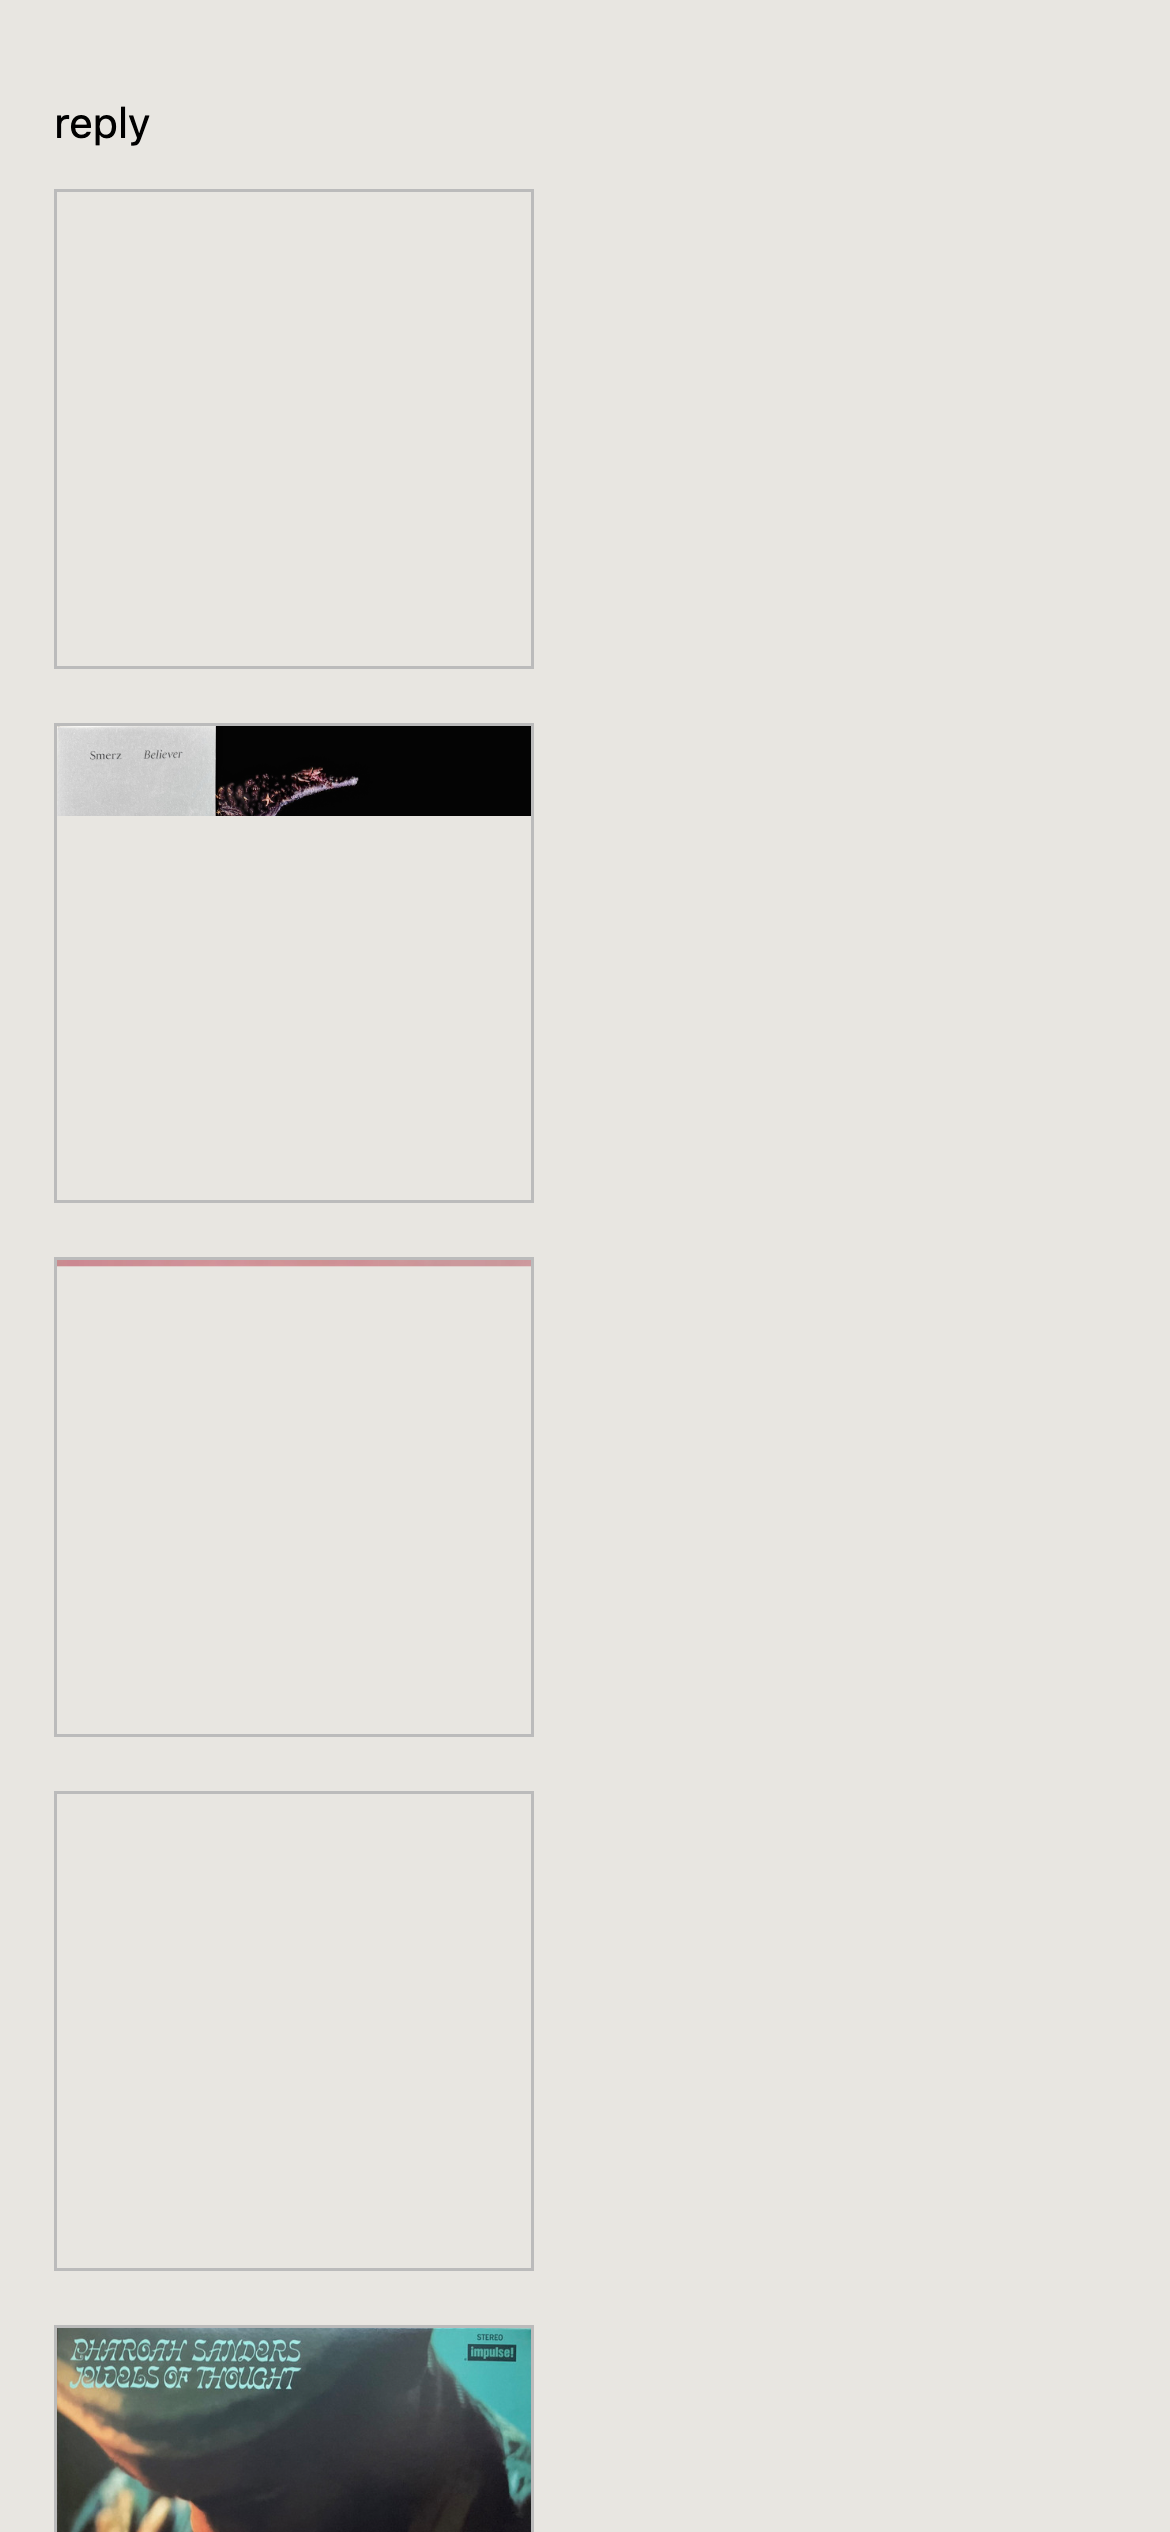 reply
Smerz Believer
PHAROAH SANDERS
JEWELS OF THOUGHT
STEREO
impulse!